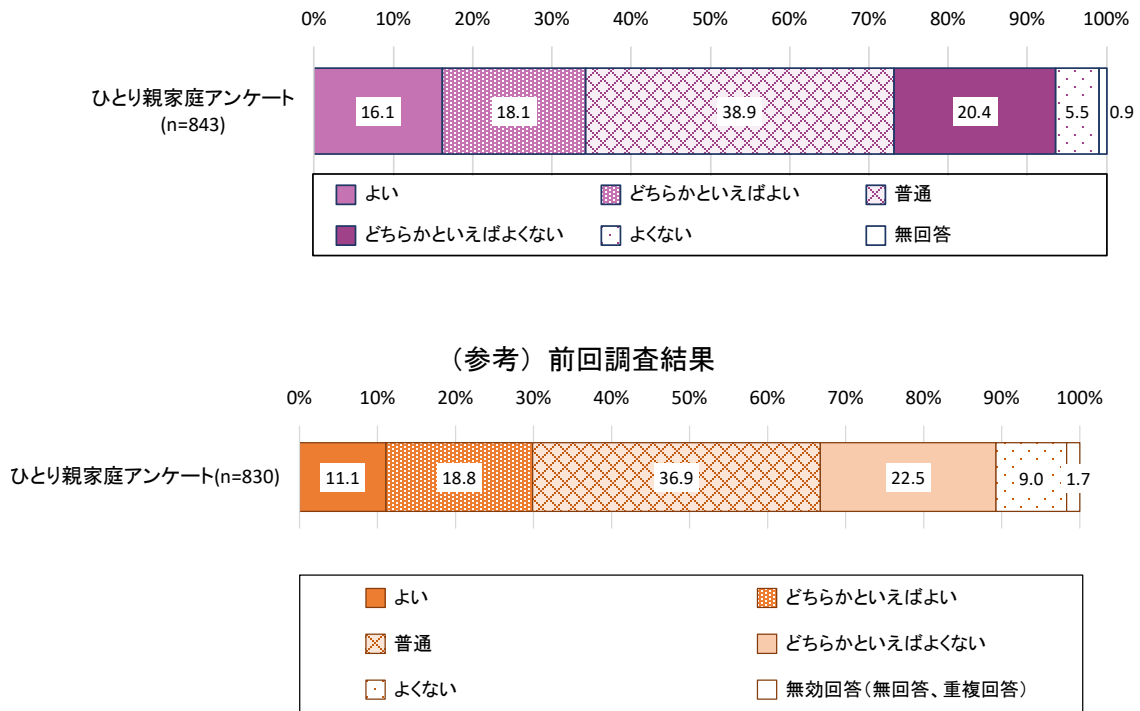 0% 10% 20% 30% 40% 50% 60% 70% 80% 90% 100%
ひとり親家庭アンケート
(n=843)
16.1 18.1 38.9 20.4 5.5 0.9
よい どちらかといえばよい 普通
どちらかといえばよくない よくない 無回答
（参考）前回調査結果
0% 10% 20% 30% 40% 50% 60% 70% 80% 90% 100%
ひとり親家庭アンケート(n=830) 11.1 18.8 36.9 22.5 9.0 1.7
よい どちらかといえばよい
普通 どちらかといえばよくない
よくない 無効回答（無回答、重複回答）